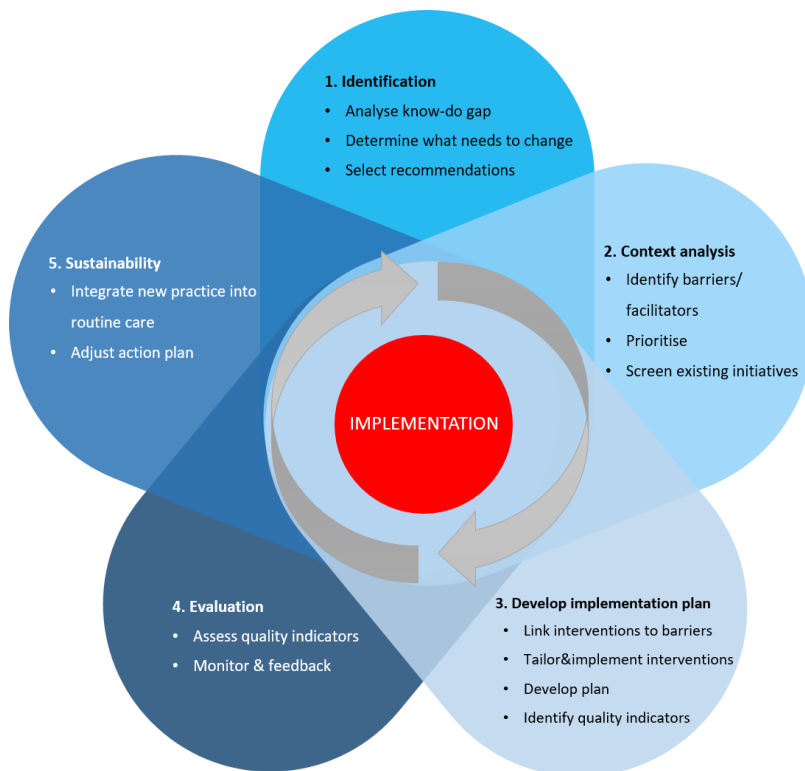 1. Identification
• Analyse know-do gap
• Determine what needs to change
• Select recommendations
2. Context analysis
• Identify barriers/
facilitators
• Prioritise
• Screen existing initiatives
3. Develop implementation plan
• Link interventions to barriers
• Tailor&implement interventions
• Develop plan
• Identify quality indicators
4. Evaluation
• Assess quality indicators
• Monitor & feedback
5. Sustainability
• Integrate new practice into
routine care
• Adjust action plan
IMPLEMENTATION